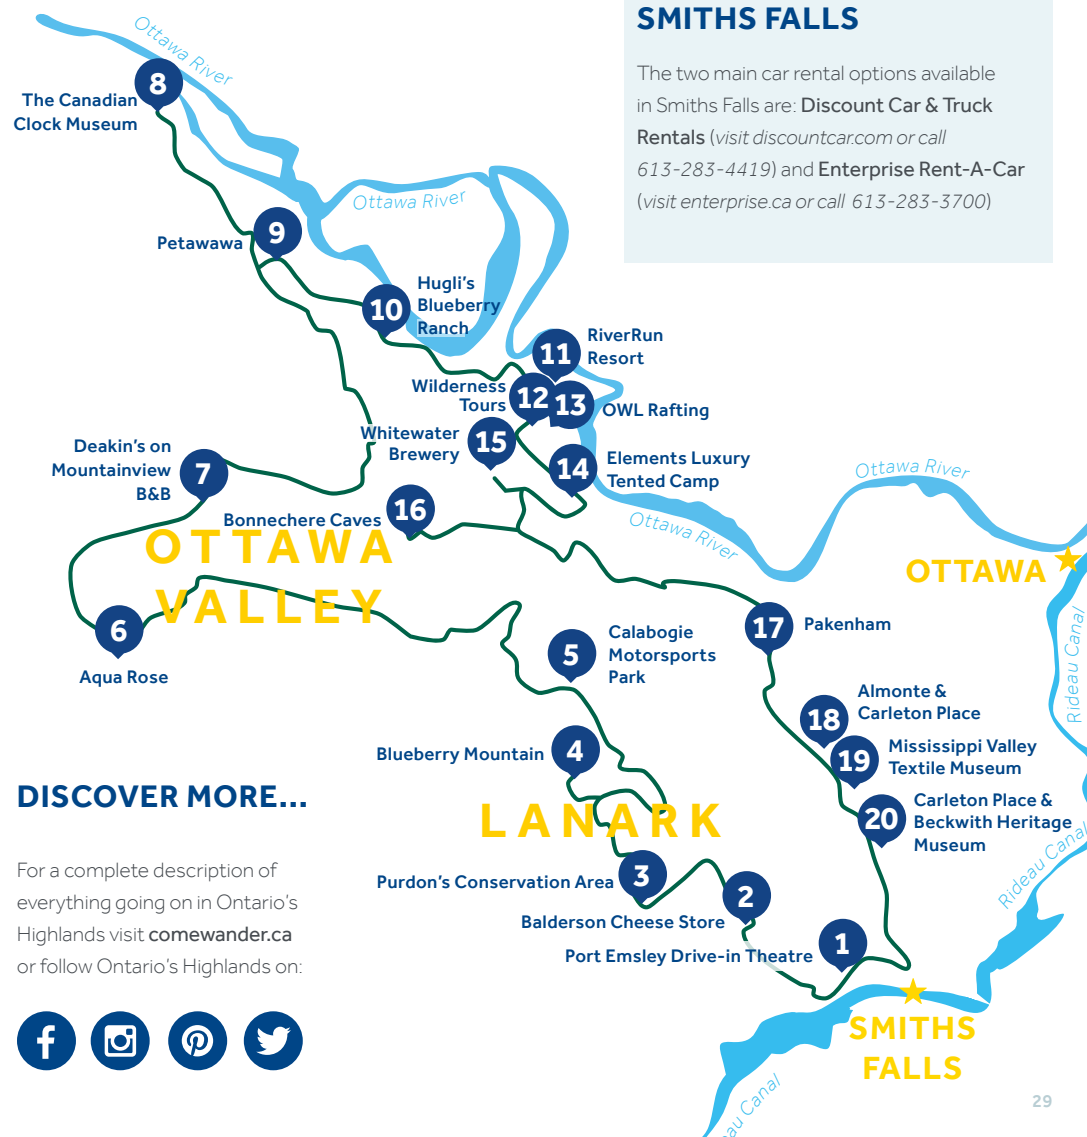 SMITHS FALLS
The two main car rental options available
in Smiths Falls are: Discount Car & Truck
Rentals (visit discountcar.com or call
613-283-4419) and Enterprise Rent-A-Car
(visit enterprise.ca or call 613-283-3700)
Ottawa River
8
The Canadian
Clock Museum
Ottawa River
9
Petawawa
10
Hugli's
Blueberry
Ranch
11
RiverRun
Resort
Wilderness
Tours
12
13
OWL Rafting
Whitewater
Brewery
15
14
Elements Luxury
Tented Camp
Deakin's on
Mountainview
B&B
7
Bonnechere Caves
16
Ottawa River
Ottawa River
OTTAWA
VALLEY
OTTAWA
6
Aqua Rose
5
Calabogie
Motorsports
Park
17
Pakenham
Rideau Canal
18
Almonte &
Carleton Place
19
Mississippi Valley
Textile Museum
20
Carleton Place &
Beckwith Heritage
Museum
Blueberry Mountain
4
LANARK
Rideau Canal
Purdon's Conservation Area
3
2
Balderson Cheese Store
Port Emsley Drive-in Theatre
1
SMITHS
FALLS
eau Canal
DISCOVER MORE...
For a complete description of
everything going on in Ontario's
Highlands visit comewander.ca
or follow Ontario's Highlands on:
29